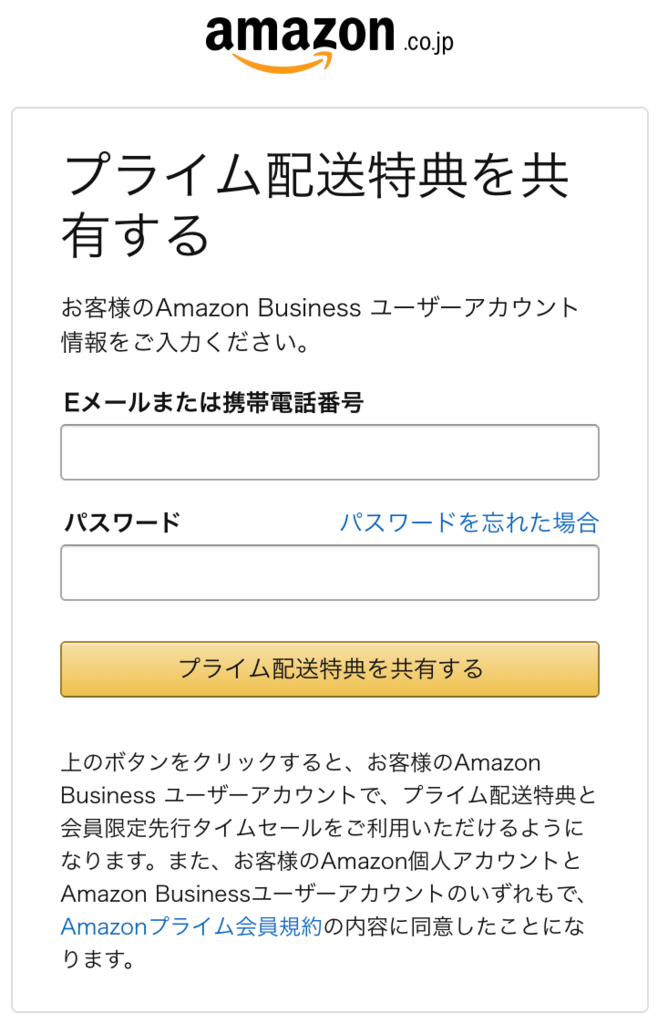 amazon.co.jp
プライム配送特典を共
有する
お客様のAmazon Business ユーザーアカウント
情報をご入力ください。
Eメールまたは携帯電話番号
パスワード パスワードを忘れた場合
プライム配送特典を共有する
上のボタンをクリックすると、お客様のAmazon
Business ユーザーアカウントで、プライム配送特典と
会員限定先行タイムセールをご利用いただけるように
なります。また、お客様のAmazon個人アカウントと
Amazon Businessユーザーアカウントのいずれもで、
Amazonプライム会員規約の内容に同意したことにな
ります。